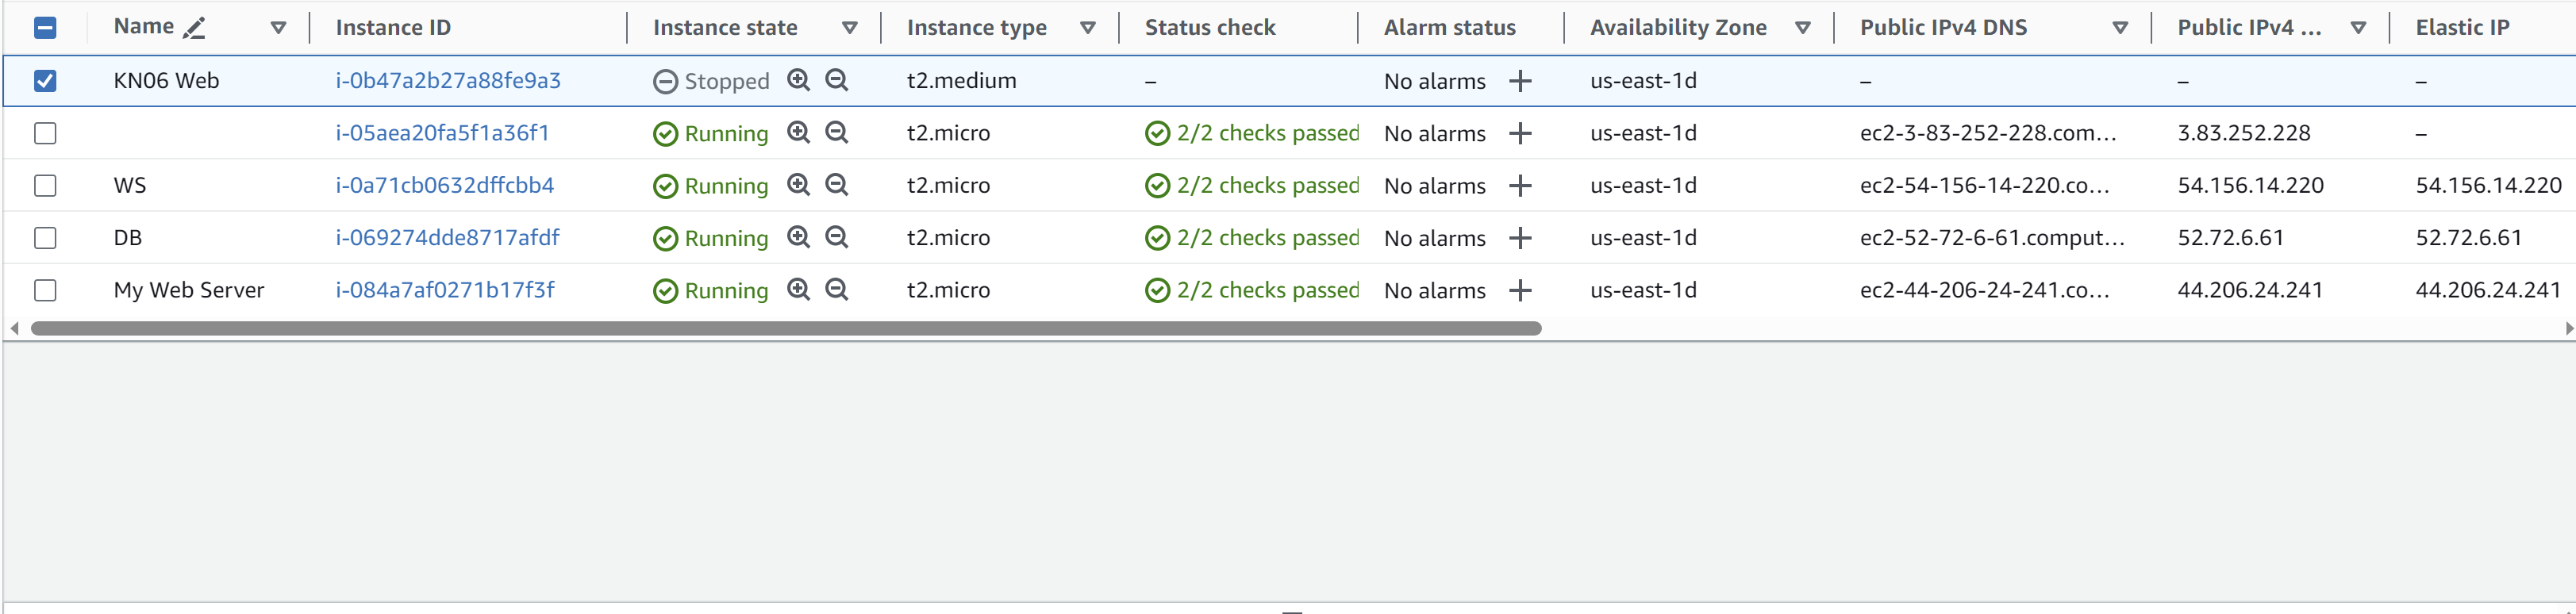 Name Instance ID Instance state Instance type Status check Alarm status Availability Zone Public IPv4 DNS Public IPv4 ... Elastic IP
KN06 Web i-0b47a2b27a88fe9a3 Stopped t2.medium – No alarms + us-east-1d – – –
i-05aea20fa5f1a36f1 Running t2.micro 2/2 checks passed No alarms + us-east-1d ec2-3-83-252-228.com... 3.83.252.228 –
WS i-0a71cb0632dffcbb4 Running t2.micro 2/2 checks passed No alarms + us-east-1d ec2-54-156-14-220.co... 54.156.14.220 54.156.14.220
DB i-069274dde8717afdf Running t2.micro 2/2 checks passed No alarms + us-east-1d ec2-52-72-6-61.comput... 52.72.6.61 52.72.6.61
My Web Server i-084a7af0271b17f3f Running t2.micro 2/2 checks passed No alarms + us-east-1d ec2-44-206-24-241.co... 44.206.24.241 44.206.24.241